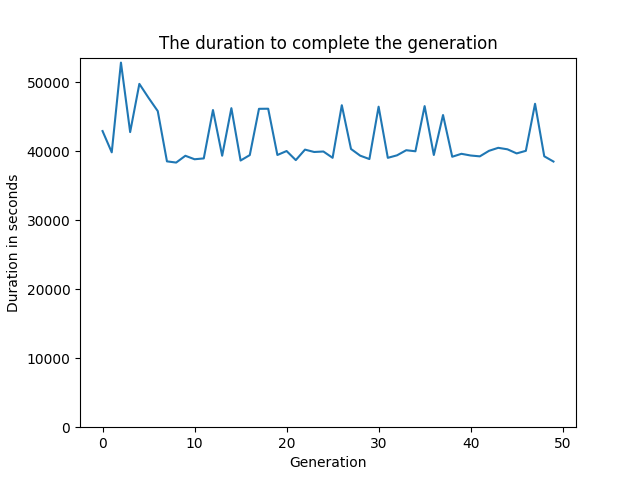 The duration to complete the generation
Duration in seconds
50000
40000
30000
20000
10000
0
0 10 20 30 40 50
Generation